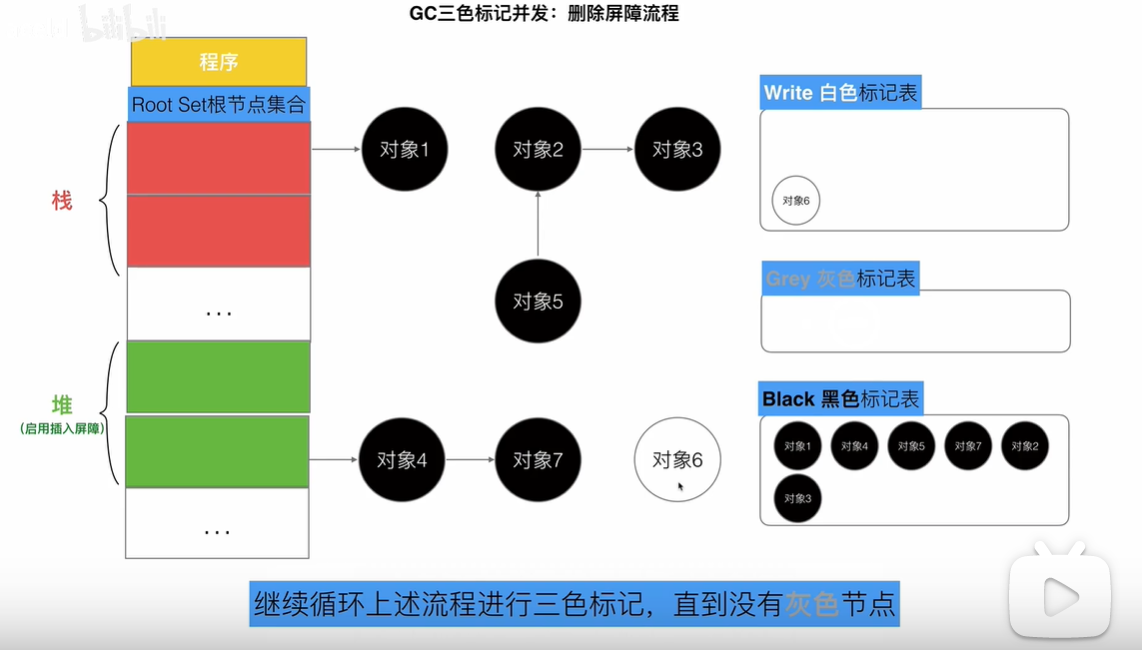 GC三色标记并发：删除屏障流程
bilibili
程序
Root Set根节点集合
栈
...
堆
(启用插入屏障)
...
对象1
对象2
对象3
对象5
对象4
对象7
对象6
Write 白色标记表
对象6
Grey 灰色标记表
Black 黑色标记表
对象1 对象4 对象5 对象7 对象2
对象3
继续循环上述流程进行三色标记，直到没有灰色节点